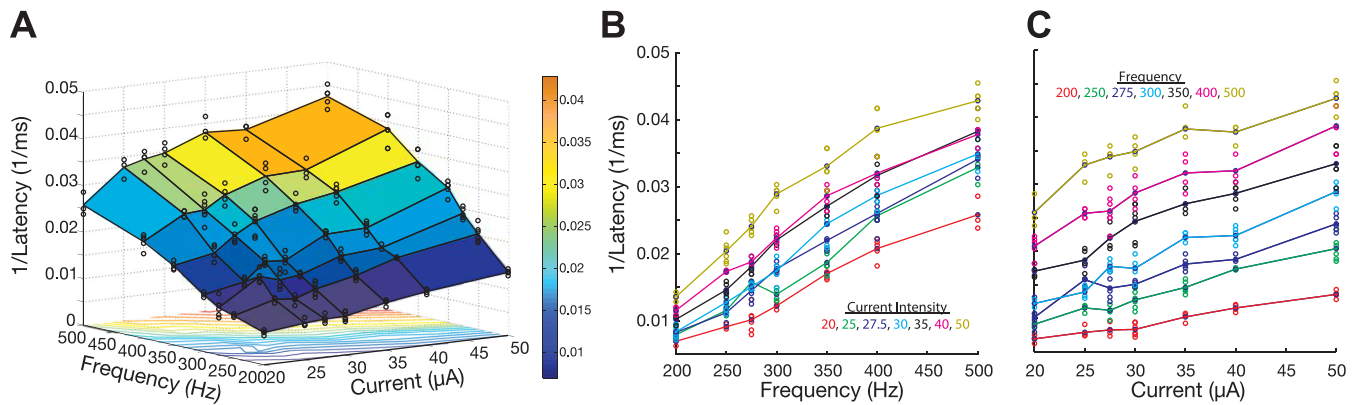 A
1/Latency (1/ms)
0.05
0.04
0.03
0.02
0.01
0
500
450
400
350
300
250
200
Frequency (Hz)
20
25
30
35
40
45
50
Current (µA)
0.04
0.035
0.03
0.025
0.02
0.015
0.01
B
1/Latency (1/ms)
0.05
0.04
0.03
0.02
0.01
Current Intensity
20, 25, 27.5, 30, 35, 40, 50
200 250 300 350 400 450 500
Frequency (Hz)
C
Frequency
200, 250, 275, 300, 350, 400, 500
20 25 30 35 40 45 50
Current (µA)